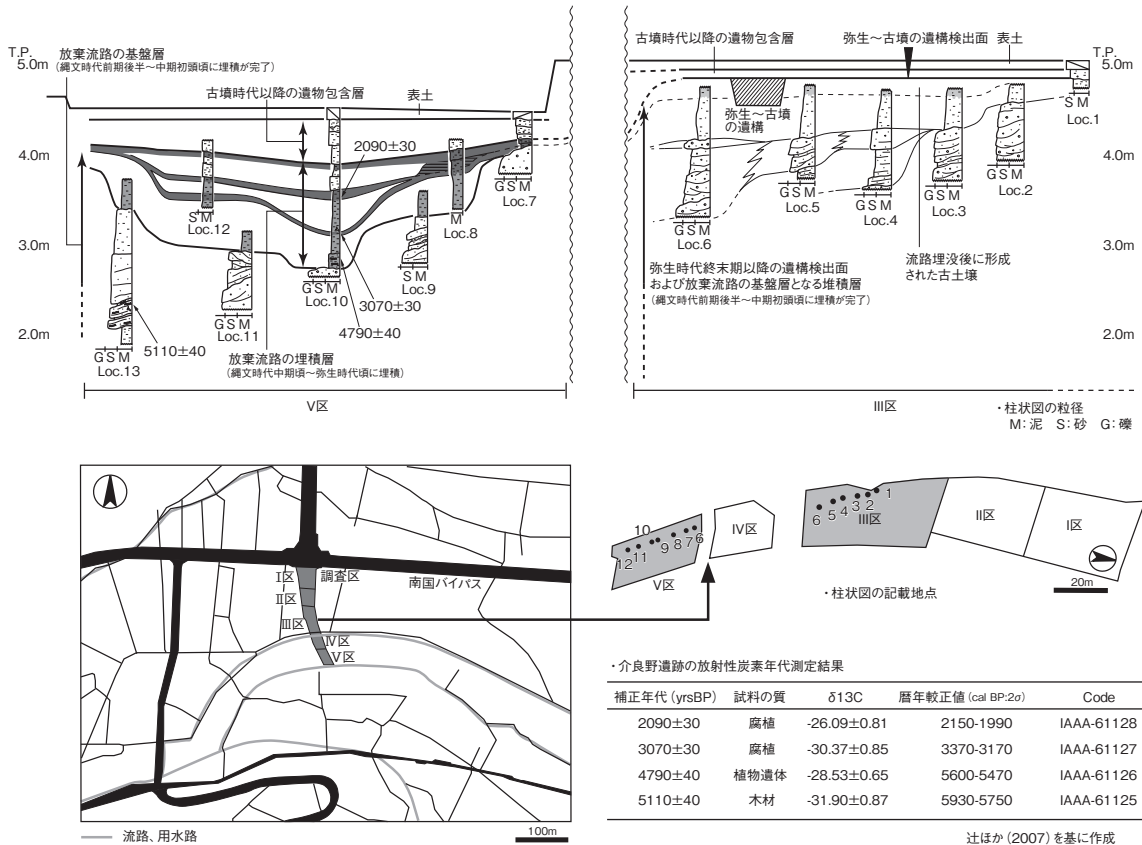 T.P.
5.0m
放棄流路の基盤層
(縄文時代前期後半～中期初頭頃に埋積が完了)
古墳時代以降の遺物包含層
表土
4.0m
2090±30
G S M
Loc.7
S M
Loc.12
M
Loc.8
3.0m
S M
Loc.9
G S M
Loc.10
3070±30
G S M
Loc.11
4790±40
2.0m
5110±40
G S M
Loc.13
放棄流路の埋積層
(縄文時代中期頃～弥生時代頃に埋積)
V区
古墳時代以降の遺物包含層
弥生～古墳の遺構検出面
表土
T.P.
5.0m
S M
Loc.1
弥生～古墳
の遺構
4.0m
G S M
Loc.2
G S M
Loc.5
G S M
Loc.3
G S M
Loc.4
G S M
Loc.6
3.0m
流路埋没後に形成
された古土壌
弥生時代終末期以降の遺構検出面
および放棄流路の基盤層となる堆積層
(縄文時代前期後半～中期初頭頃に埋積が完了)
2.0m
III区
・柱状図の粒径
M：泥 S：砂 G：礫
I区
調査区
南国バイパス
II区
III区
IV区
V区
流路、用水路
100m
10
12 11 9 8 7 6
V区
IV区
6 5 4 3 2 1
III区
II区
I区
20m
・柱状図の記載地点
・介良野遺跡の放射性炭素年代測定結果
補正年代 (yrsBP) 試料の質 δ13C 暦年較正値 (cal BP:2σ) Code
2090±30 腐植 -26.09±0.81 2150-1990 IAAA-61128
3070±30 腐植 -30.37±0.85 3370-3170 IAAA-61127
4790±40 植物遺体 -28.53±0.65 5600-5470 IAAA-61126
5110±40 木材 -31.90±0.87 5930-5750 IAAA-61125
辻ほか (2007) を基に作成